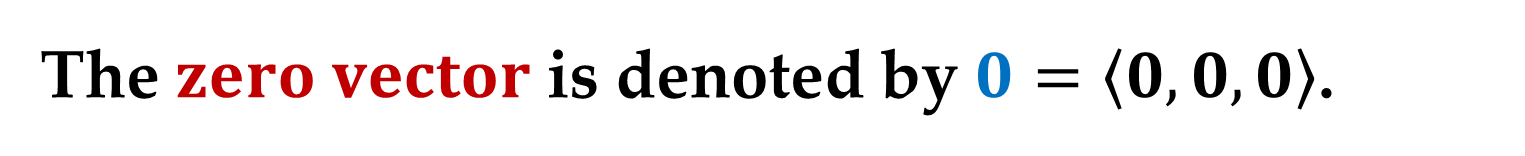 The zero vector is denoted by 0 = ⟨0, 0, 0⟩.